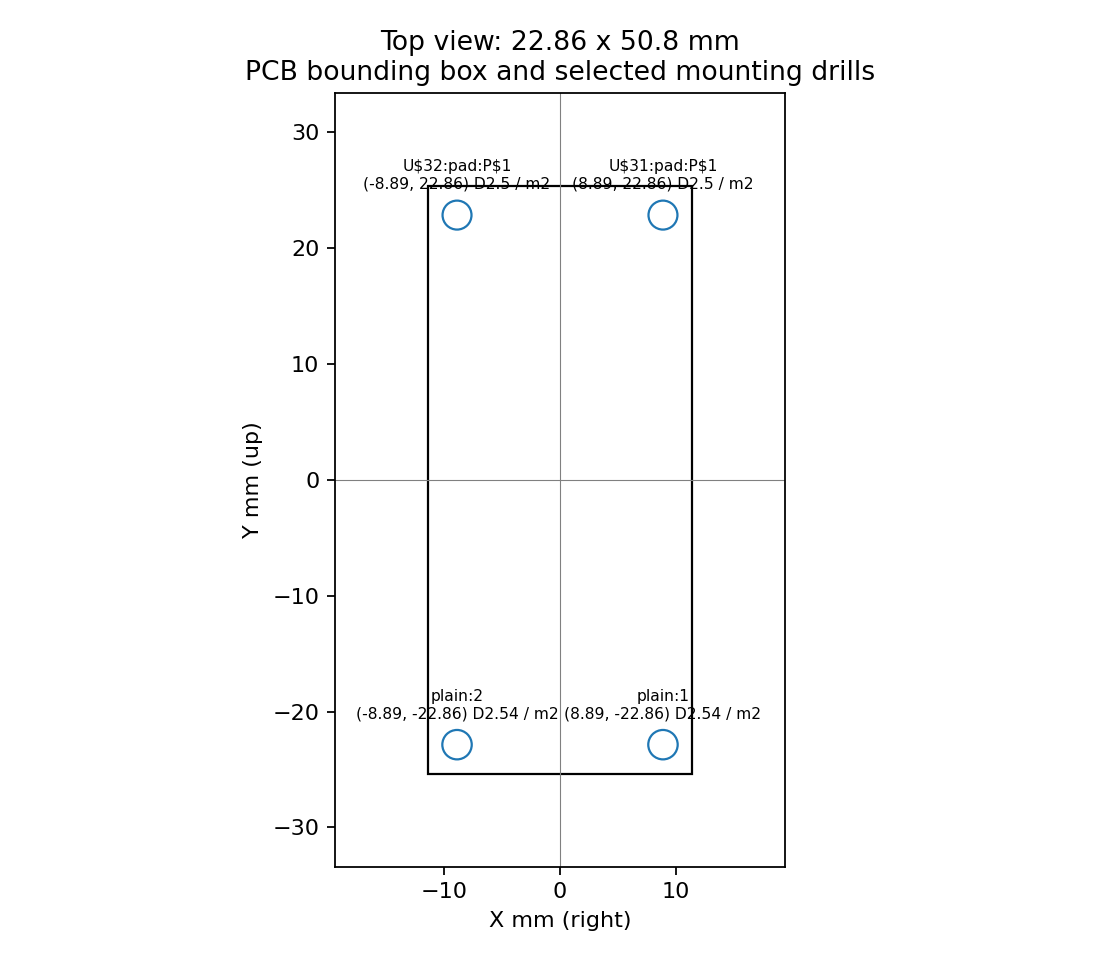 Top view: 22.86 x 50.8 mm
PCB bounding box and selected mounting drills
30
U$32:pad:P$1
U$31:pad:P$1
(-8.89, 22.86) D2.5 / m2
(8.89, 22.86) D2.5 / m2
20
10
Y mm (up)
0
−10
plain:2
plain:1
−20
(-8.89, -22.86) D2.54 / m2
(8.89, -22.86) D2.54 / m2
−30
−10
0
10
X mm (right)